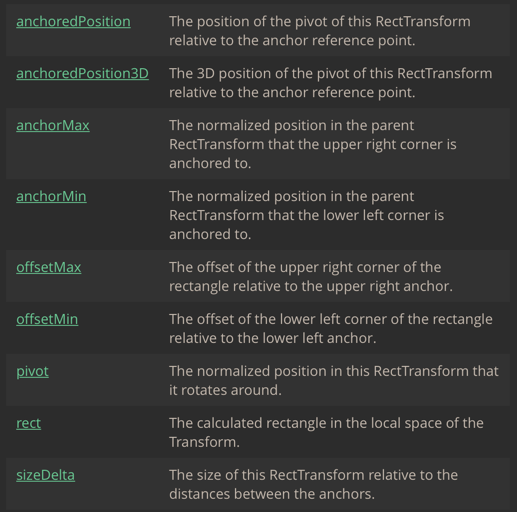 anchoredPosition The position of the pivot of this RectTransform
relative to the anchor reference point.
anchoredPosition3D The 3D position of the pivot of this RectTransform
relative to the anchor reference point.
anchorMax The normalized position in the parent
RectTransform that the upper right corner is
anchored to.
anchorMin The normalized position in the parent
RectTransform that the lower left corner is
anchored to.
offsetMax The offset of the upper right corner of the
rectangle relative to the upper right anchor.
offsetMin The offset of the lower left corner of the rectangle
relative to the lower left anchor.
pivot The normalized position in this RectTransform that
it rotates around.
rect The calculated rectangle in the local space of the
Transform.
sizeDelta The size of this RectTransform relative to the
distances between the anchors.